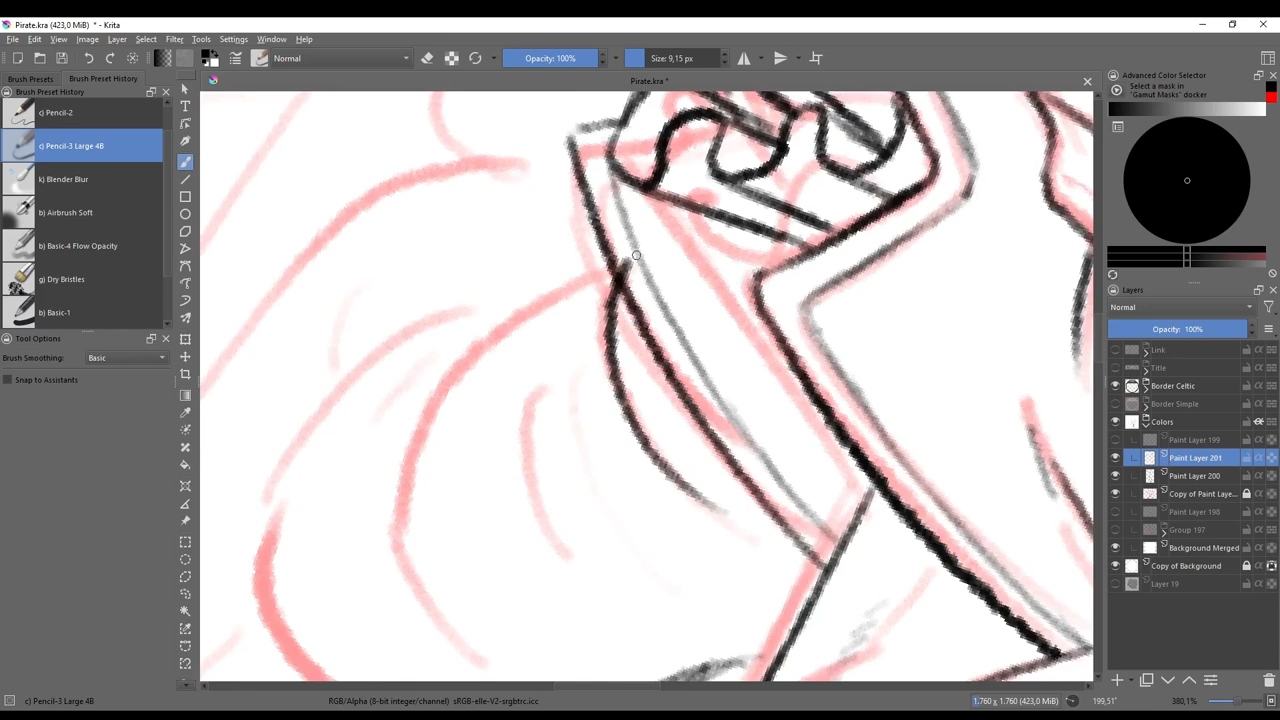 Pirate.kra (423,0 MiB) * - Krita
File Edit View Image Layer Select Filter Tools Settings Window Help
Normal
Opacity: 100%
Size: 9,15 px
Brush Presets Brush Preset History
Brush Preset History
c) Pencil-2
c) Pencil-3 Large 4B
k) Blender Blur
b) Airbrush Soft
b) Basic-4 Flow Opacity
g) Dry Bristles
b) Basic-1
Tool Options
Brush Smoothing: Basic
Snap to Assistants
Pirate.kra *
Advanced Color Selector
Select a mask in
"Gamut Masks" docker
Layers
Normal
Opacity: 100%
Link
Title
Border Celtic
Border Simple
Colors
Paint Layer 199
Paint Layer 201
Paint Layer 200
Copy of Paint Laye...
Paint Layer 198
Group 197
Background Merged
Copy of Background
Layer 19
c) Pencil-3 Large 4B
RGB/Alpha (8-bit integer/channel) sRGB-elle-V2-srgbtrc.icc
1.760 x 1.760 (423,0 MiB)
199,51°
380,1%